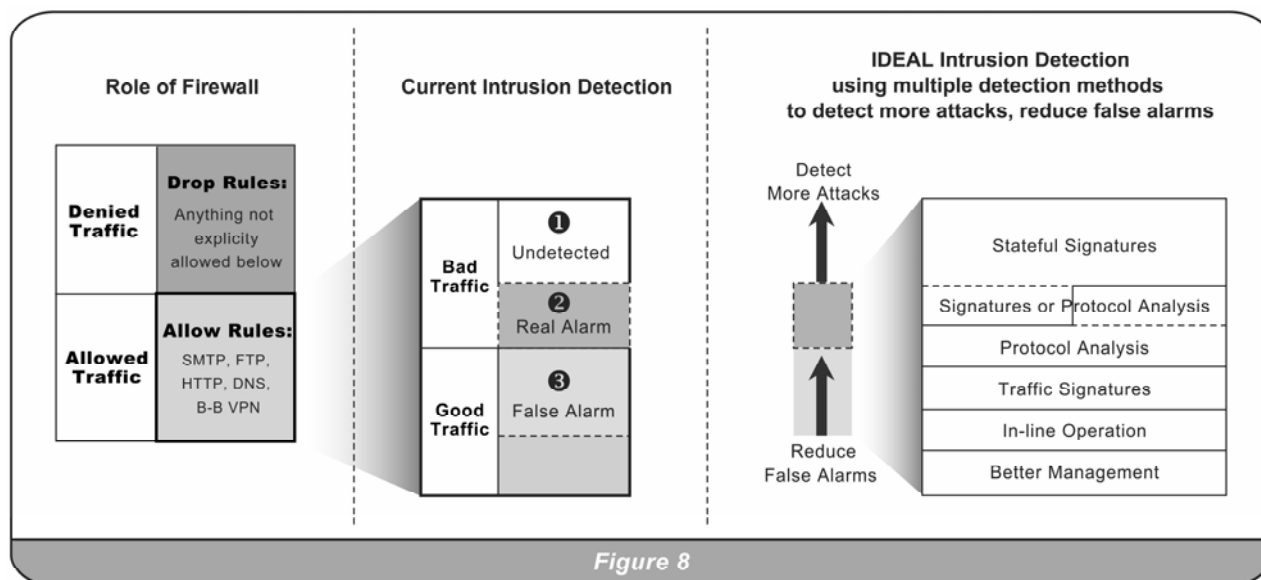 Role of Firewall
Denied
Traffic
Drop Rules:
Anything not
explicity
allowed below
Allowed
Traffic
Allow Rules:
SMTP, FTP,
HTTP, DNS,
B-B VPN
Current Intrusion Detection
Bad
Traffic
❶
Undetected
❷
Real Alarm
Good
Traffic
❸
False Alarm
IDEAL Intrusion Detection
using multiple detection methods
to detect more attacks, reduce false alarms
Detect
More Attacks
Reduce
False Alarms
Stateful Signatures
Signatures or Protocol Analysis
Protocol Analysis
Traffic Signatures
In-line Operation
Better Management
Figure 8